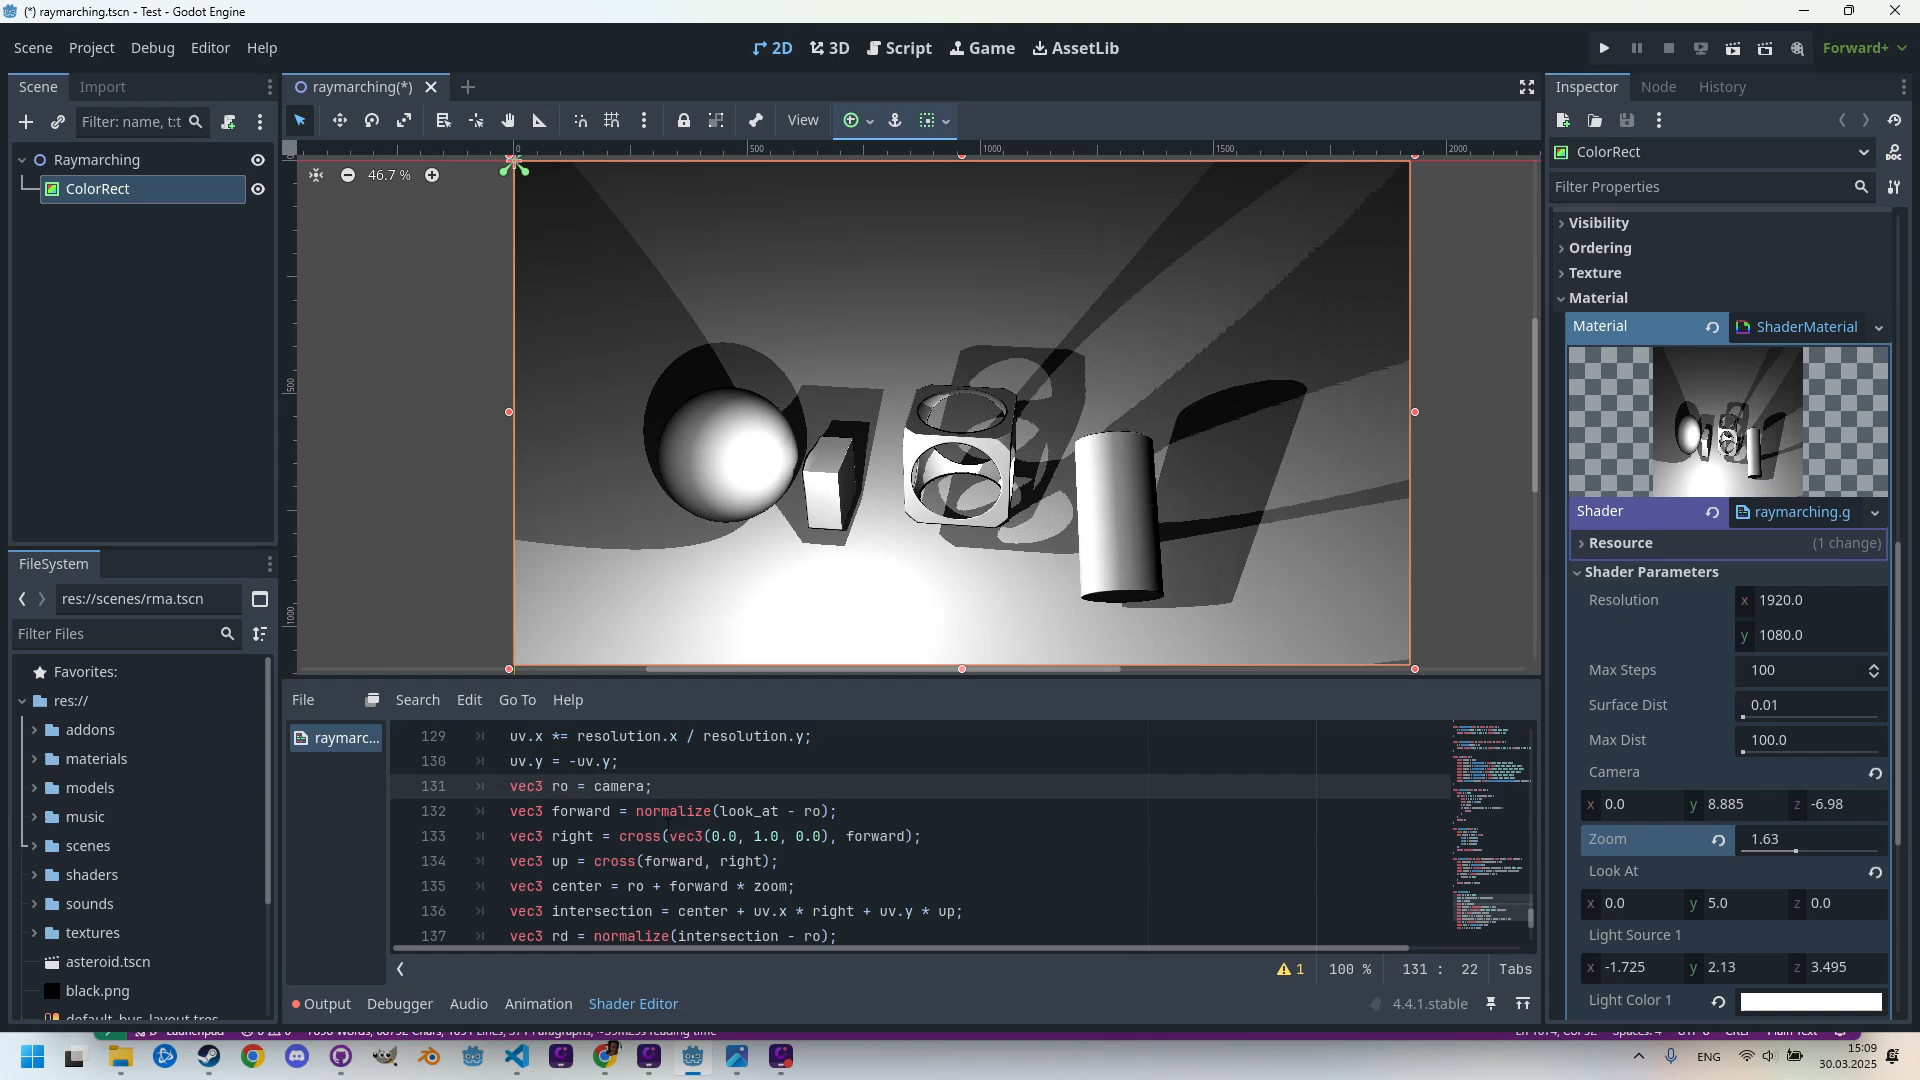 (*) raymarching.tscn - Test - Godot Engine
Scene Project Debug Editor Help
2D 3D Script Game AssetLib
Forward+
Scene Import
Filter: name, t:t
Raymarching
ColorRect
FileSystem
res://scenes/rma.tscn
Filter Files
Favorites:
res://
addons
materials
models
music
scenes
shaders
sounds
textures
asteroid.tscn
black.png
default_bus_layout.tres
raymarching(*)
View
0 500 1000 1500 2000
46.7 %
500
1000
File Search Edit Go To Help
raymarc...
129 uv.x *= resolution.x / resolution.y;
130 uv.y = -uv.y;
131 vec3 ro = camera;
132 vec3 forward = normalize(look_at - ro);
133 vec3 right = cross(vec3(0.0, 1.0, 0.0), forward);
134 vec3 up = cross(forward, right);
135 vec3 center = ro + forward * zoom;
136 vec3 intersection = center + uv.x * right + uv.y * up;
137 vec3 rd = normalize(intersection - ro);
1 100 % 131 : 22 Tabs
Output Debugger Audio Animation Shader Editor
4.4.1.stable
Inspector Node History
ColorRect
Filter Properties
Visibility
Ordering
Texture
Material
Material ShaderMaterial
Shader raymarching.g
Resource (1 change)
Shader Parameters
Resolution x 1920.0
y 1080.0
Max Steps 100
Surface Dist 0.01
Max Dist 100.0
Camera
x 0.0 y 8.885 z -6.98
Zoom 1.63
Look At
x 0.0 y 5.0 z 0.0
Light Source 1
x -1.725 y 2.13 z 3.495
Light Color 1
ENG
15:09
30.03.2025